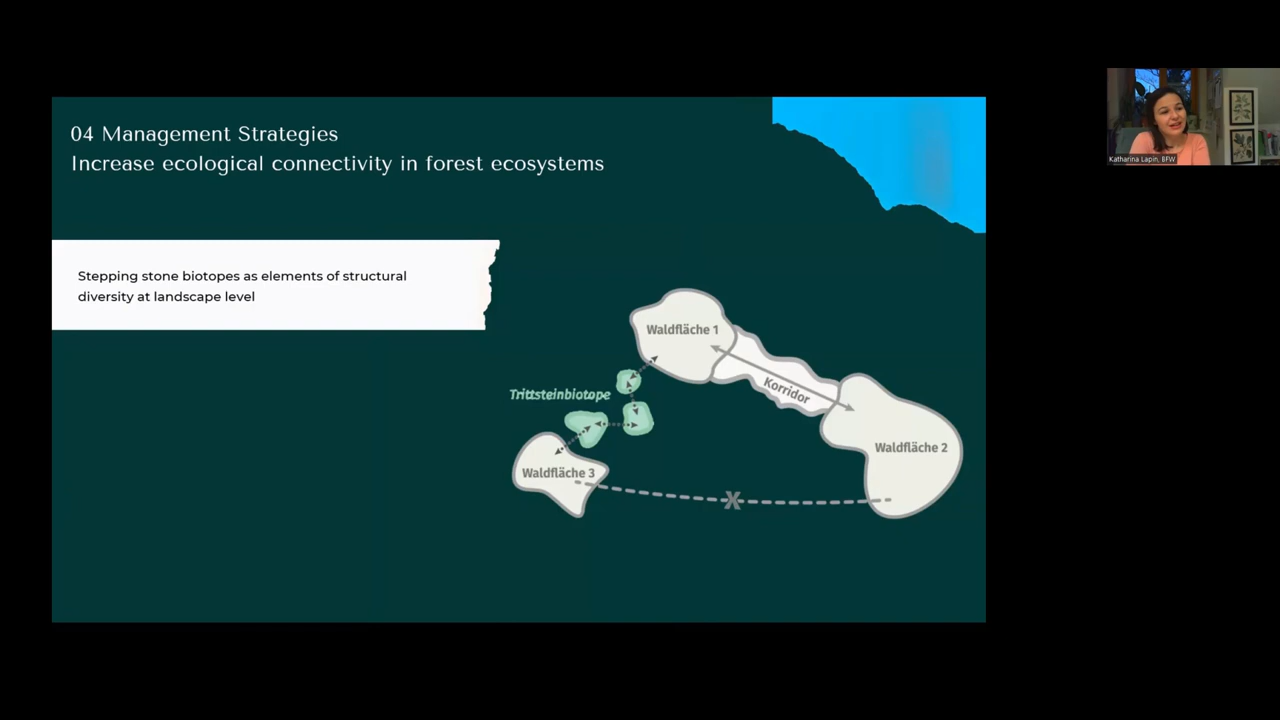 04 Management Strategies
Increase ecological connectivity in forest ecosystems
Katharina Lapin, BFW
Stepping stone biotopes as elements of structural
diversity at landscape level
Waldfläche 1
Korridor
Trittsteinbiotope
Waldfläche 2
Waldfläche 3
X